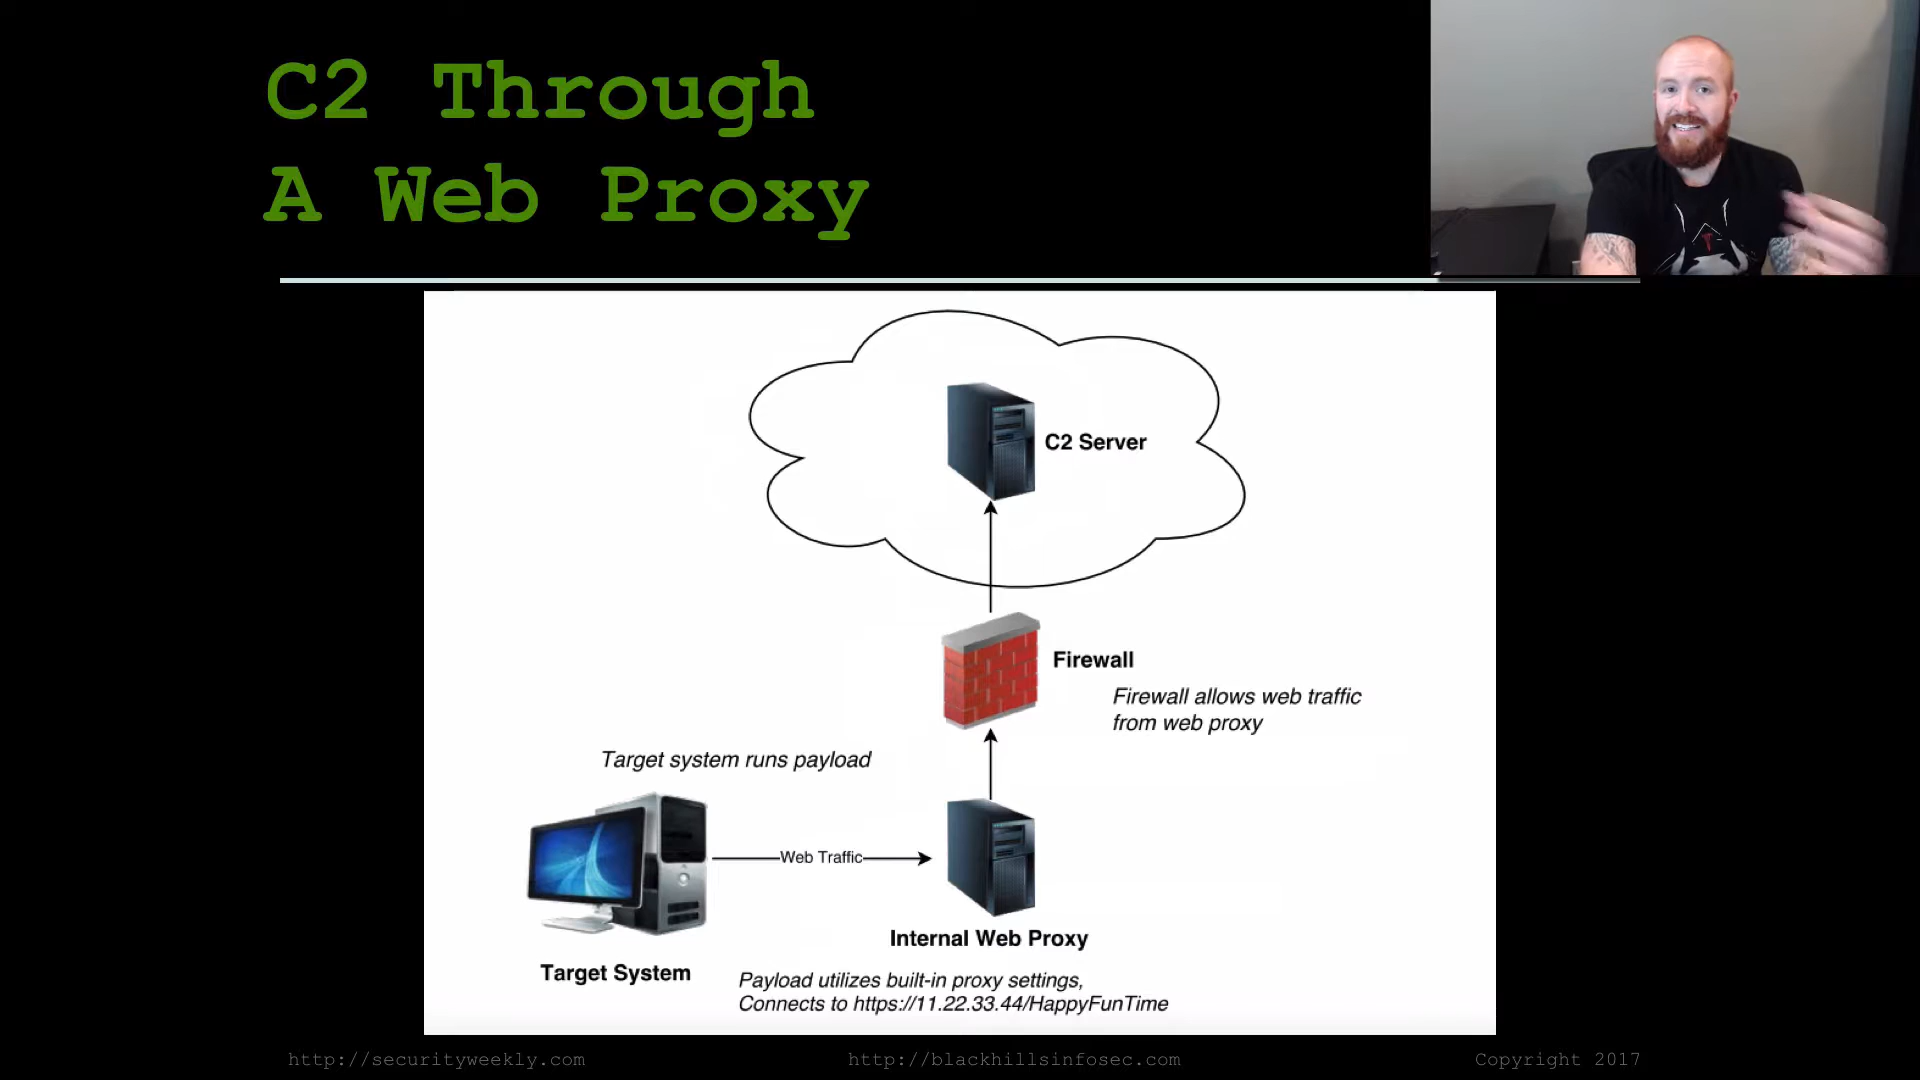 C2 Through
A Web Proxy
C2 Server
Firewall
Firewall allows web traffic
from web proxy
Target system runs payload
Web Traffic
Internal Web Proxy
Target System
Payload utilizes built-in proxy settings,
Connects to https://11.22.33.44/HappyFunTime
http://securityweekly.com
http://blackhillsinfosec.com
Copyright 2017